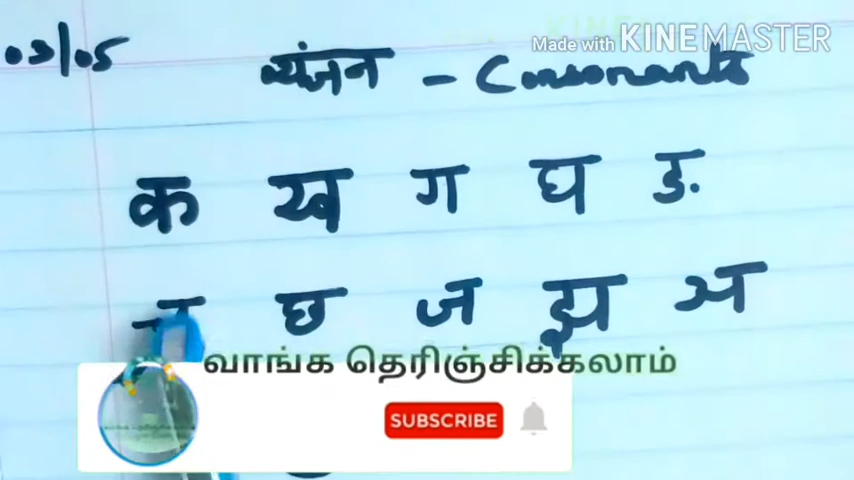 Made with KINEMASTER
03/05
व्यंजन - Consonants
क ख ग घ ङ
च छ ज झ ञ
வாங்க தெரிஞ்சிக்கலாம்
SUBSCRIBE